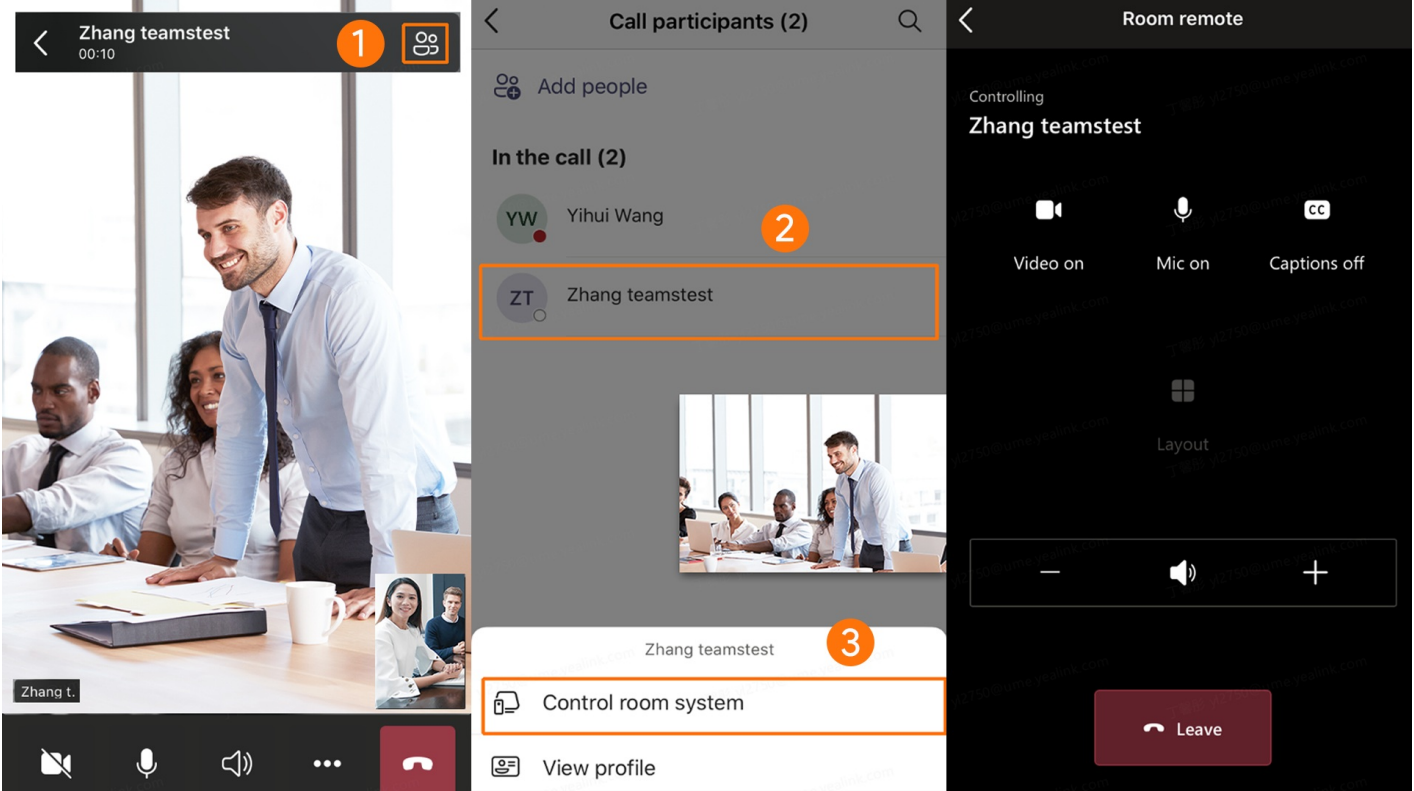 Zhang teamstest
00:10
1
Zhang t.
Call participants (2)
Add people
In the call (2)
YW
Yihui Wang
2
ZT
Zhang teamstest
Zhang teamstest
3
Control room system
View profile
Room remote
Controlling
Zhang teamstest
CC
Video on
Mic on
Captions off
Layout
Leave